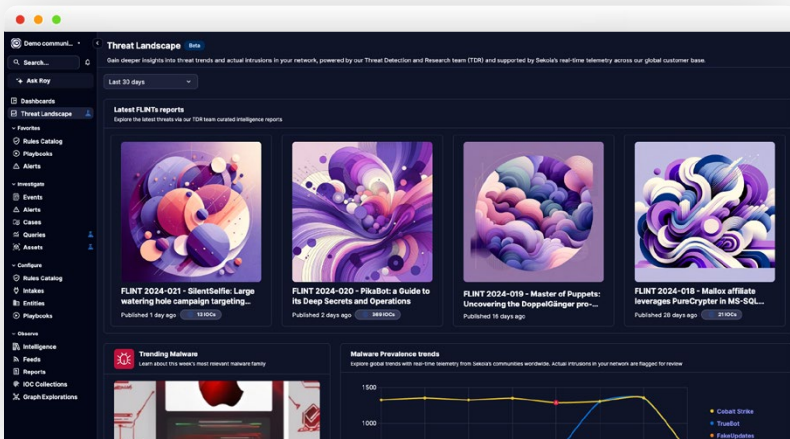 Demo communi...
Search...
Ask Roy
Dashboards
Threat Landscape
Favorites
Rules Catalog
Playbooks
Alerts
Investigate
Events
Alerts
Cases
Queries
Assets
Configure
Rules Catalog
Intakes
Entities
Playbooks
Observe
Intelligence
Feeds
Reports
IOC Collections
Graph Explorations
Threat Landscape Beta
Gain deeper insights into threat trends and actual intrusions in your network, powered by our Threat Detection and Research team (TDR) and supported by Sekoia's real-time telemetry across our global customer base.
Last 30 days
Latest FLINTs reports
Explore the latest threats via our TDR team curated intelligence reports
FLINT 2024-021 - SilentSelfie: Large
watering hole campaign targeting...
Published 1 day ago 13 IOCs
FLINT 2024-020 - PikaBot: a Guide to
its Deep Secrets and Operations
Published 2 days ago 389 IOCs
FLINT 2024-019 - Master of Puppets:
Uncovering the DoppelGänger pro-...
Published 16 days ago
FLINT 2024-018 - Mallox affiliate
leverages PureCrypter in MS-SQL...
Published 28 days ago 21 IOCs
Trending Malware
Learn about this week's most relevant malware family
Malware Prevalence trends
Explore global trends with real-time telemetry from Sekoia's communities worldwide. Actual intrusions in your network are flagged for review
1500
1000
Cobalt Strike
TrueBot
FakeUpdates